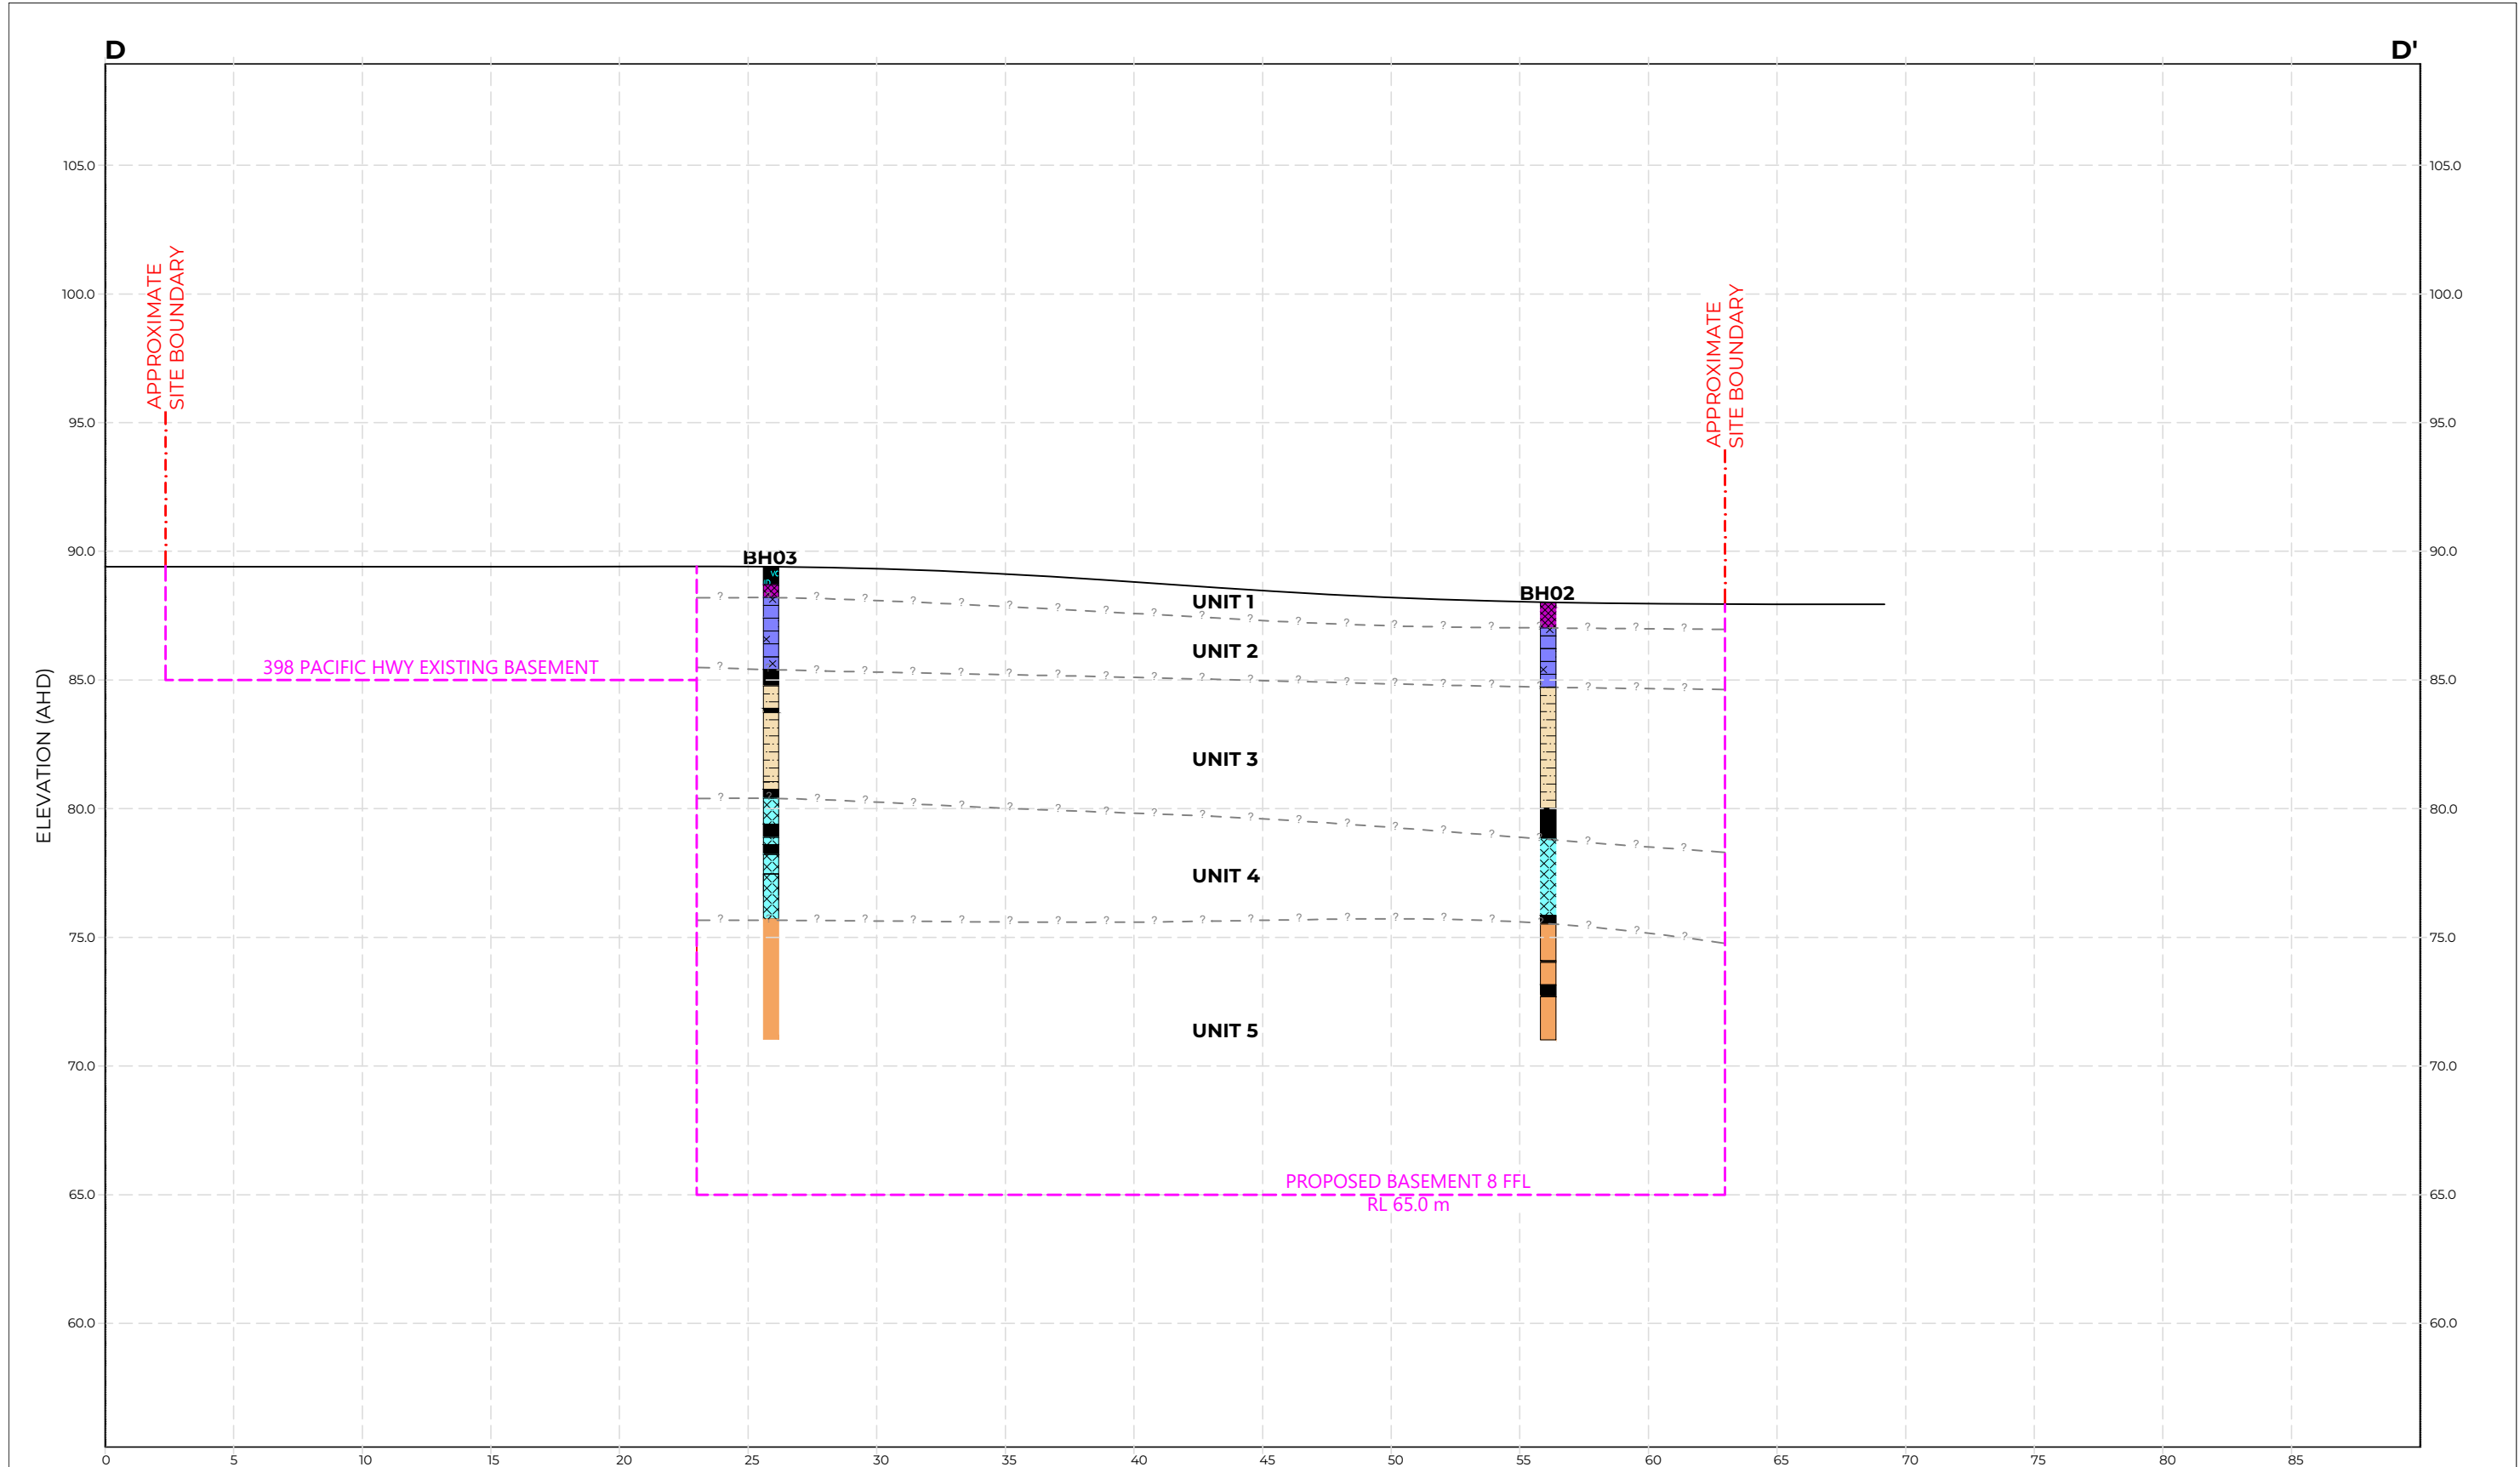 D
D'
105.0
105.0
APPROXIMATE
SITE BOUNDARY
APPROXIMATE
SITE BOUNDARY
100.0
100.0
95.0
95.0
90.0
90.0
BH03
BH02
UNIT 1
UNIT 2
398 PACIFIC HWY EXISTING BASEMENT
85.0
85.0
ELEVATION (AHD)
UNIT 3
80.0
80.0
UNIT 4
75.0
75.0
UNIT 5
70.0
70.0
PROPOSED BASEMENT 8 FFL
RL 65.0 m
65.0
65.0
60.0
60.0
0 5 10 15 20 25 30 35 40 45 50 55 60 65 70 75 80 85